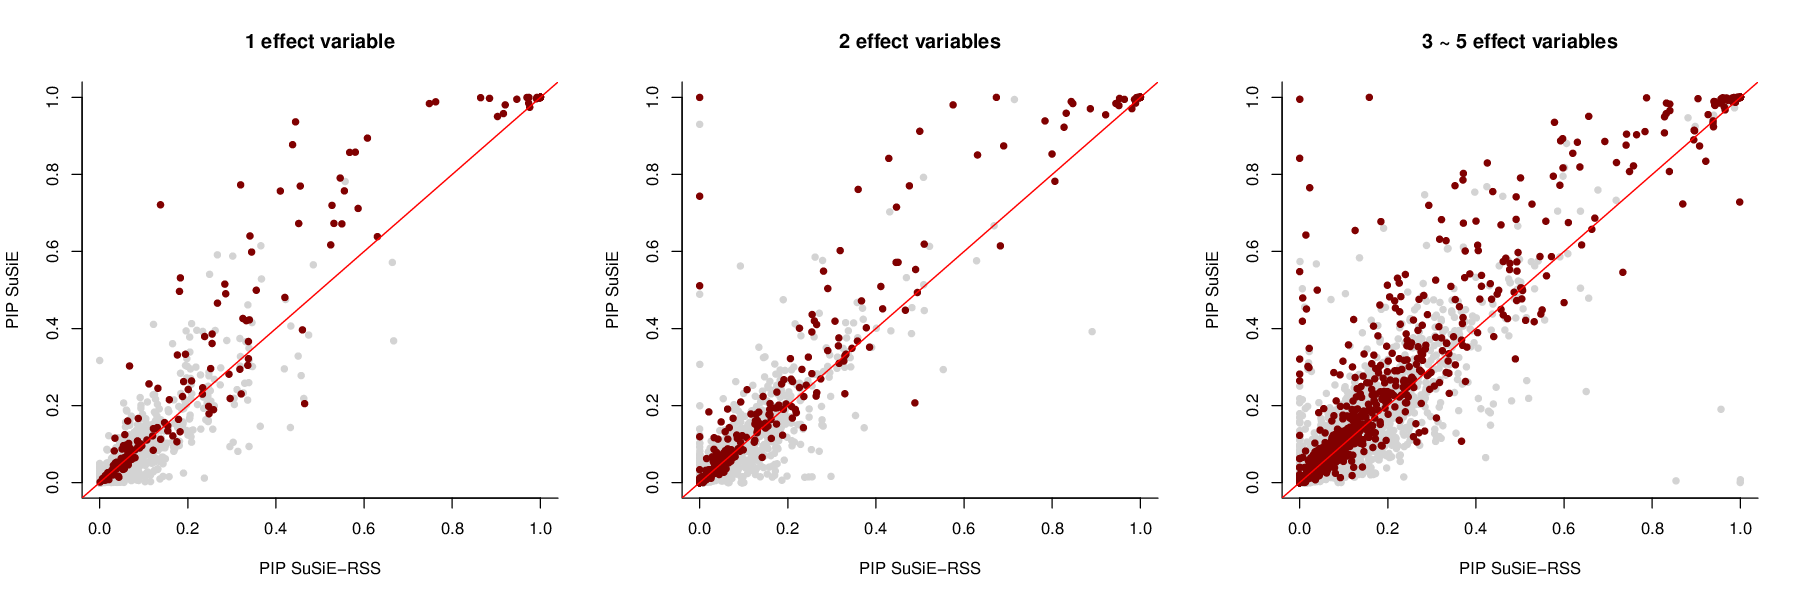 1 effect variable
PIP SuSiE
1.0
0.8
0.6
0.4
0.2
0.0
0.0 0.2 0.4 0.6 0.8 1.0
PIP SuSiE−RSS
2 effect variables
PIP SuSiE
1.0
0.8
0.6
0.4
0.2
0.0
0.0 0.2 0.4 0.6 0.8 1.0
PIP SuSiE−RSS
3 ~ 5 effect variables
PIP SuSiE
1.0
0.8
0.6
0.4
0.2
0.0
0.0 0.2 0.4 0.6 0.8 1.0
PIP SuSiE−RSS